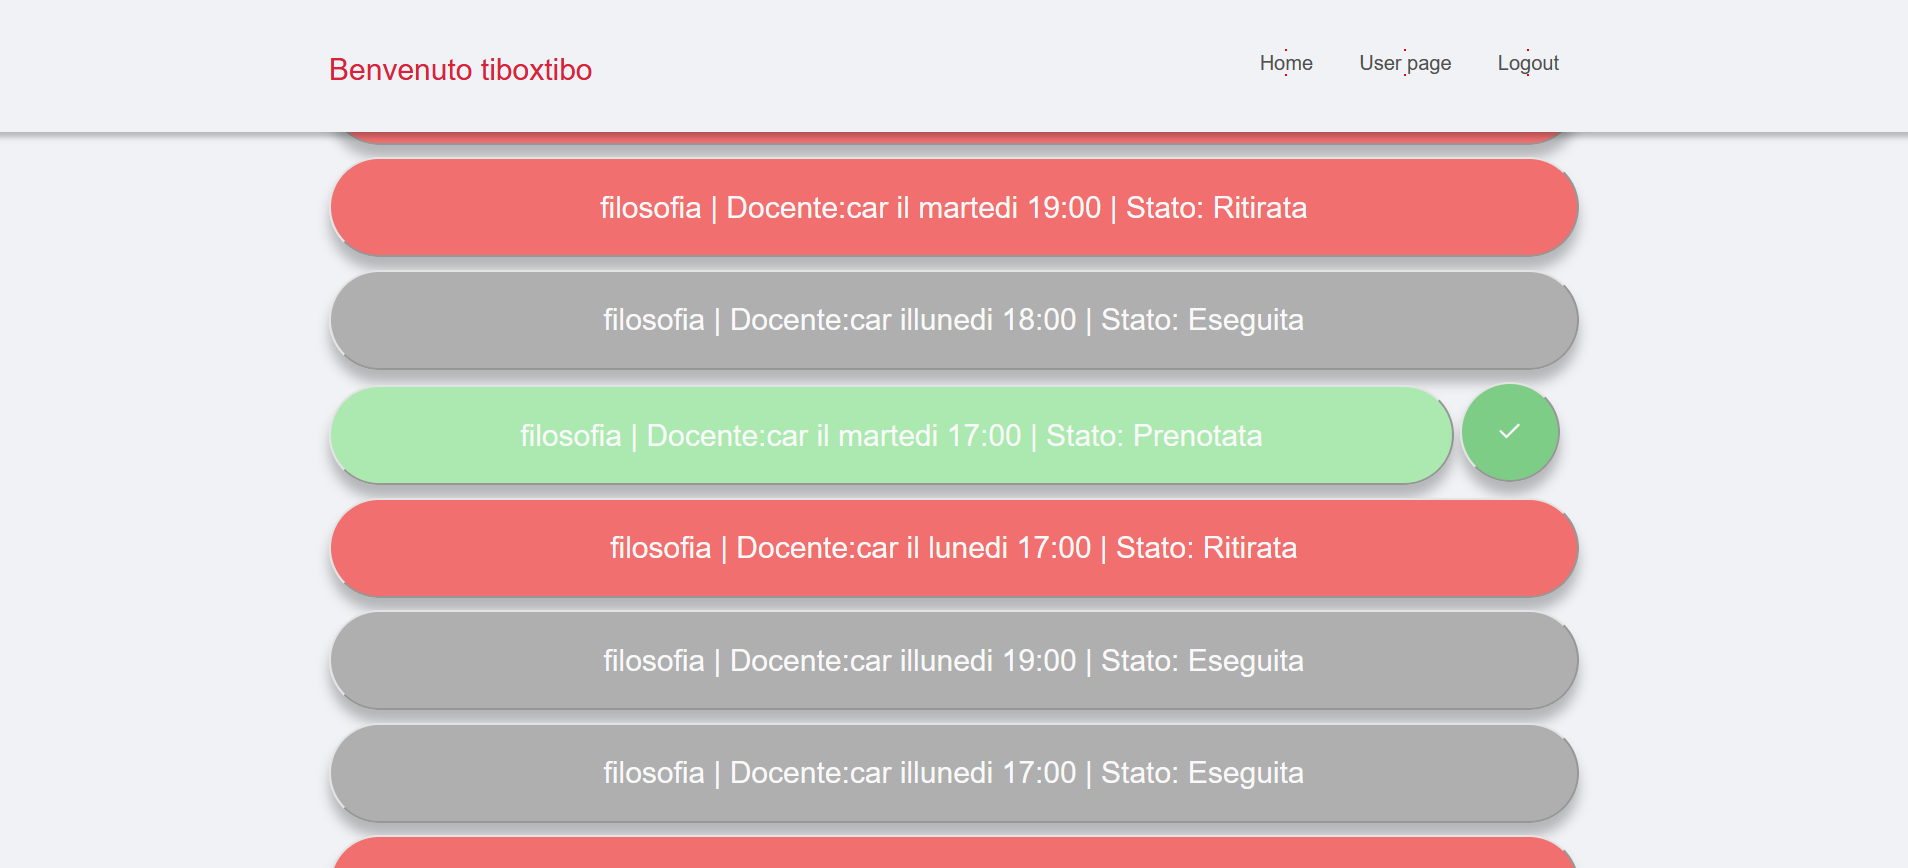 Benvenuto tiboxtibo
Home User page Logout
filosofia | Docente:car il martedi 19:00 | Stato: Ritirata
filosofia | Docente:car illunedi 18:00 | Stato: Eseguita
filosofia | Docente:car il martedi 17:00 | Stato: Prenotata
filosofia | Docente:car il lunedi 17:00 | Stato: Ritirata
filosofia | Docente:car illunedi 19:00 | Stato: Eseguita
filosofia | Docente:car illunedi 17:00 | Stato: Eseguita